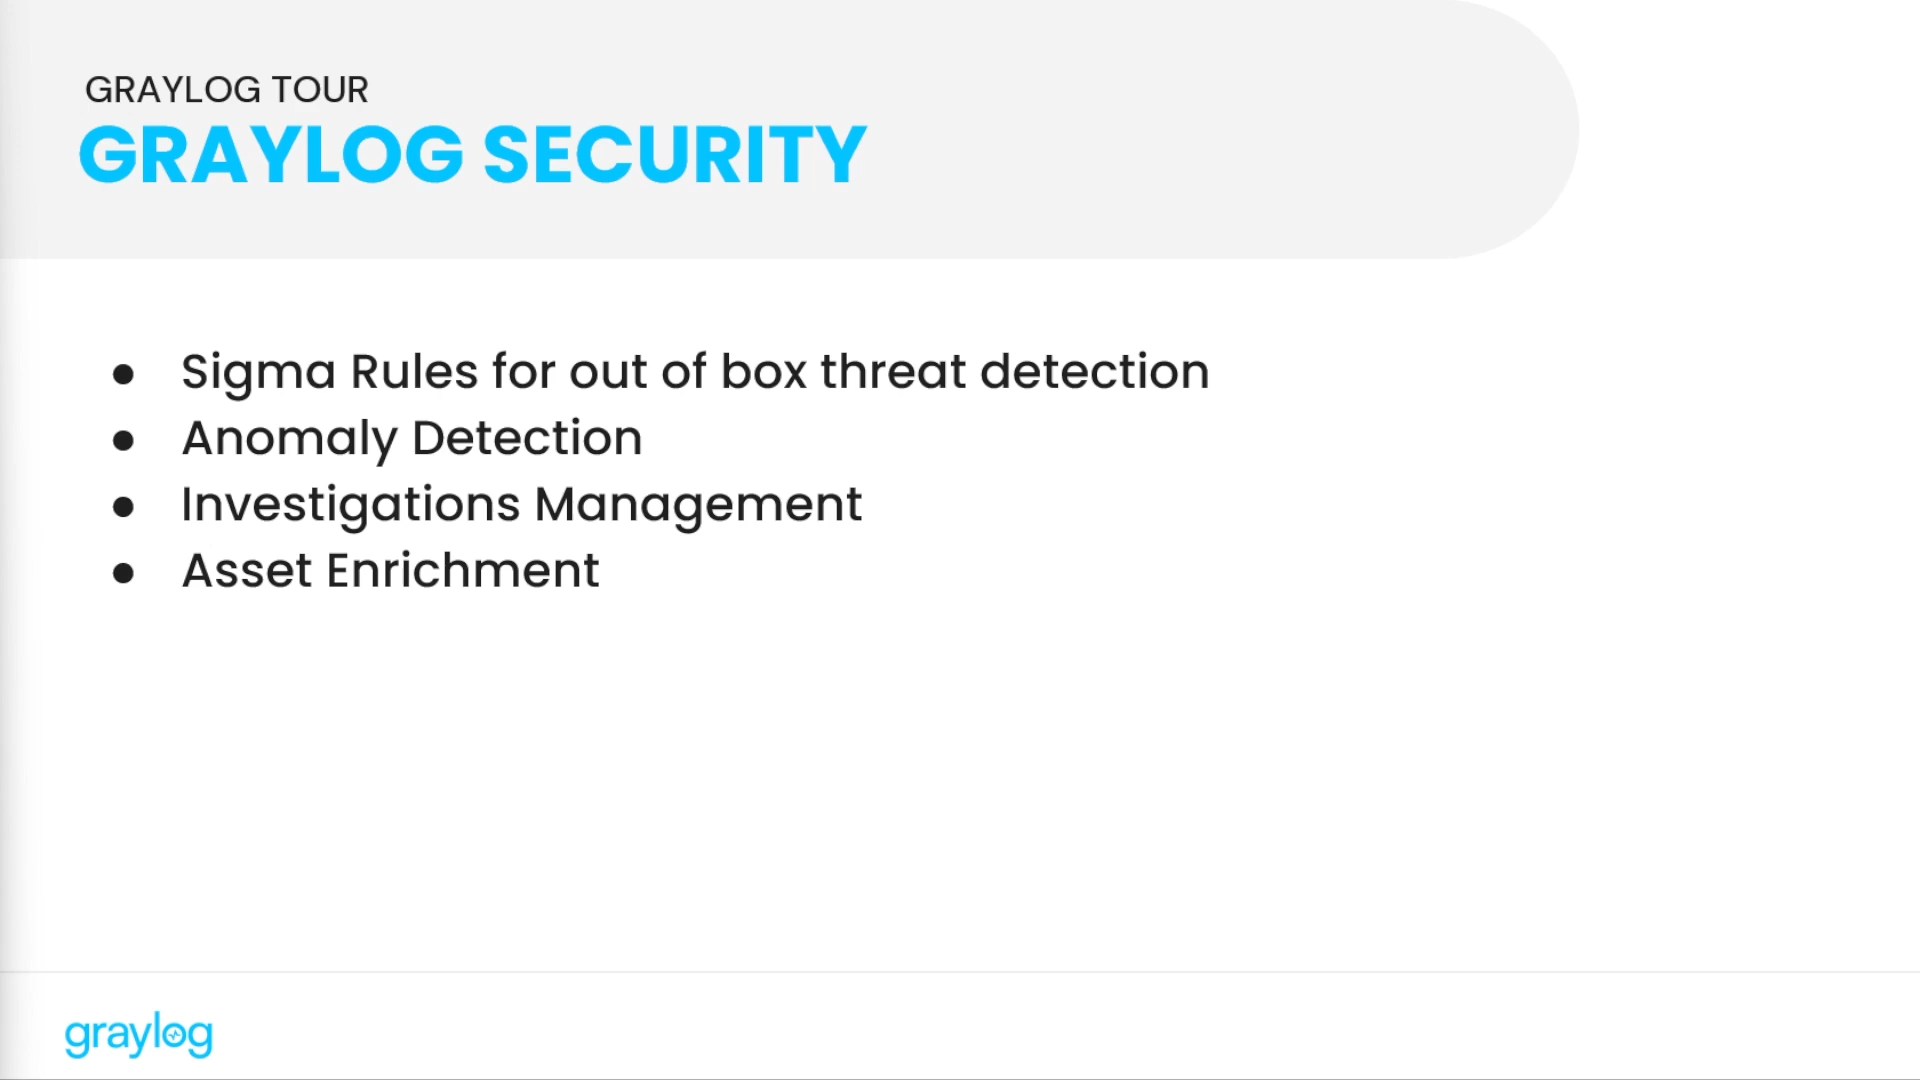 GRAYLOG TOUR
GRAYLOG SECURITY
● Sigma Rules for out of box threat detection
● Anomaly Detection
● Investigations Management
● Asset Enrichment
graylog